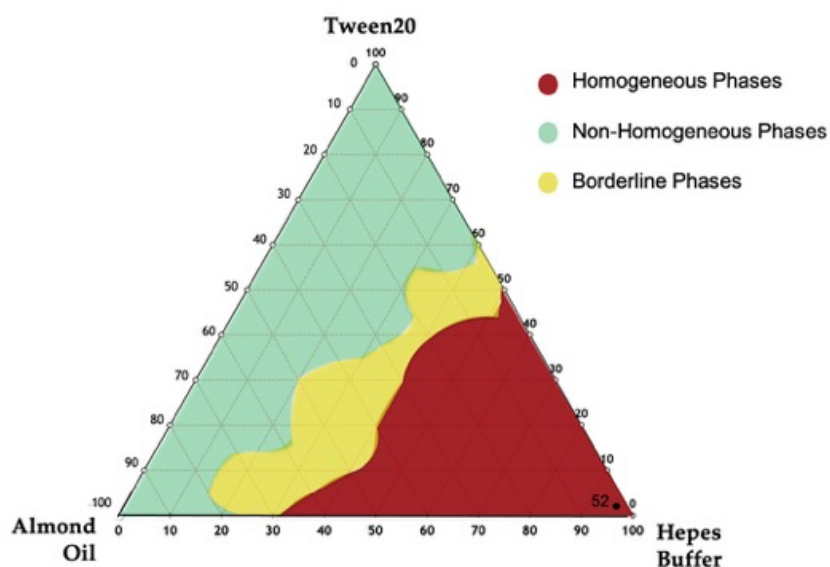 Tween20
100
0
Homogeneous Phases
10
90
Non-Homogeneous Phases
20
80
Borderline Phases
30
70
40
60
50
50
60
40
70
30
80
20
90
10
100
52
0
Almond
Oil
0 10 20 30 40 50 60 70 80 90 100
Hepes
Buffer